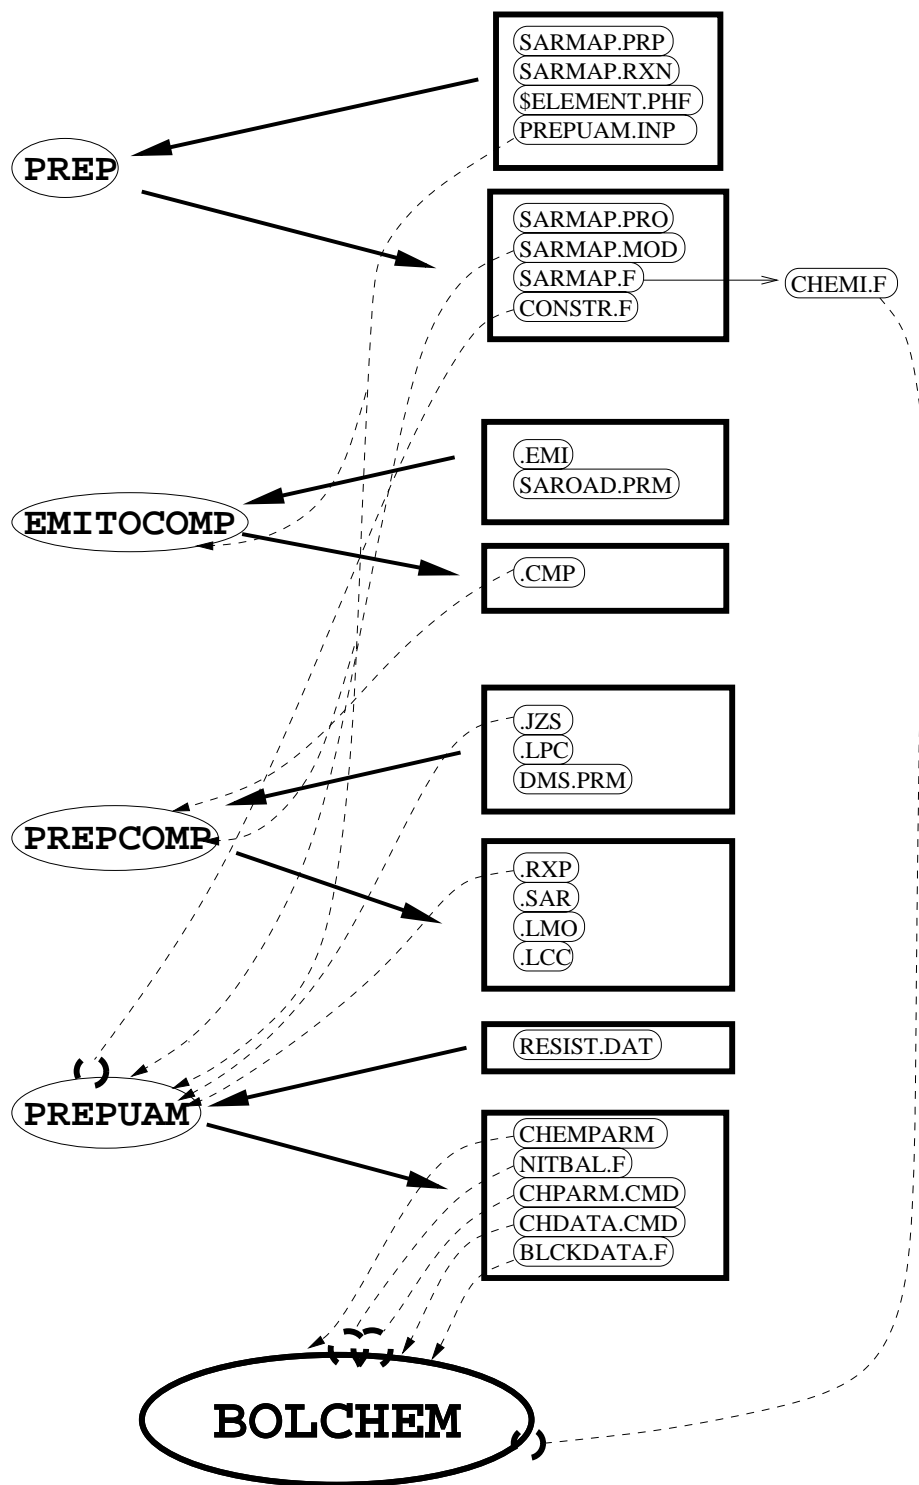 SARMAP.PRP
SARMAP.RXN
$ELEMENT.PHF
PREPUAM.INP
PREP
SARMAP.PRO
SARMAP.MOD
SARMAP.F
CHEMI.F
CONSTR.F
.EMI
SAROAD.PRM
EMITOCOMP
.CMP
.JZS
.LPC
DMS.PRM
PREPCOMP
.RXP
.SAR
.LMO
.LCC
RESIST.DAT
PREPUAM
CHEMPARM
NITBAL.F
CHPARM.CMD
CHDATA.CMD
BLCKDATA.F
BOLCHEM